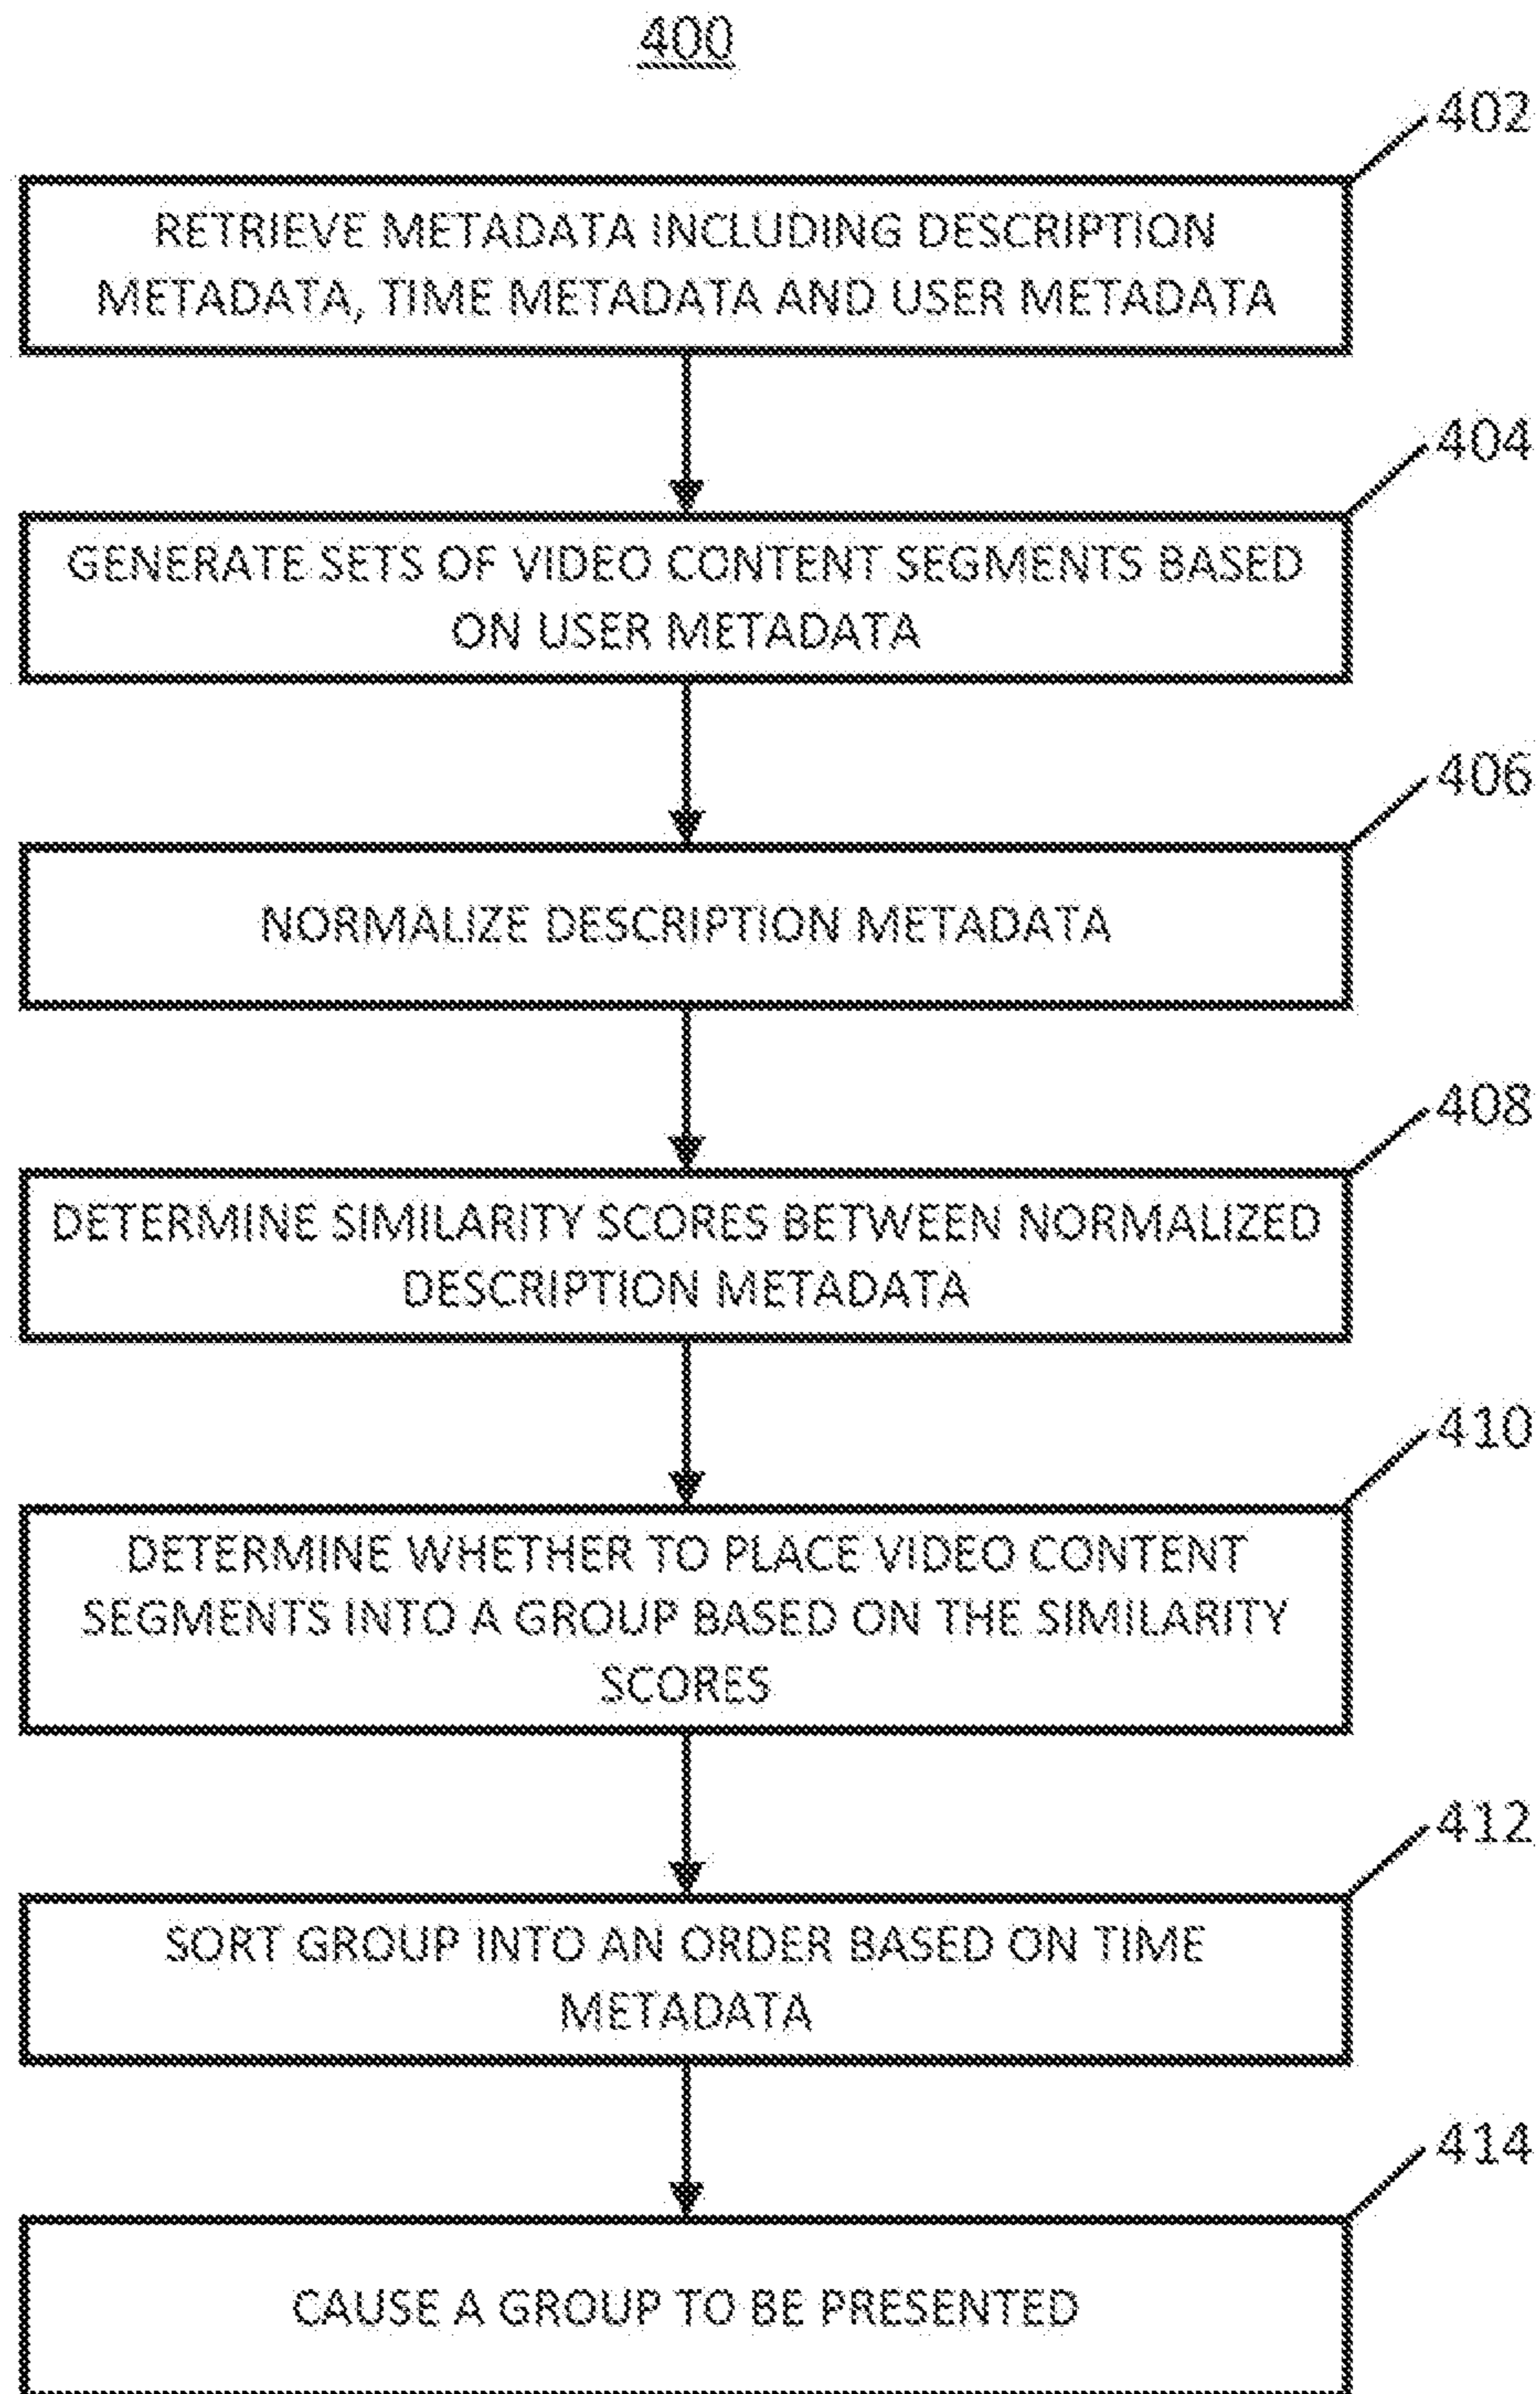 400
402
RETRIEVE METADATA INCLUDING DESCRIPTION
METADATA, TIME METADATA AND USER METADATA
404
GENERATE SETS OF VIDEO CONTENT SEGMENTS BASED
ON USER METADATA
406
NORMALIZE DESCRIPTION METADATA
408
DETERMINE SIMILARITY SCORES BETWEEN NORMALIZED
DESCRIPTION METADATA
410
DETERMINE WHETHER TO PLACE VIDEO CONTENT
SEGMENTS INTO A GROUP BASED ON THE SIMILARITY
SCORES
412
SORT GROUP INTO AN ORDER BASED ON TIME
METADATA
414
CAUSE A GROUP TO BE PRESENTED